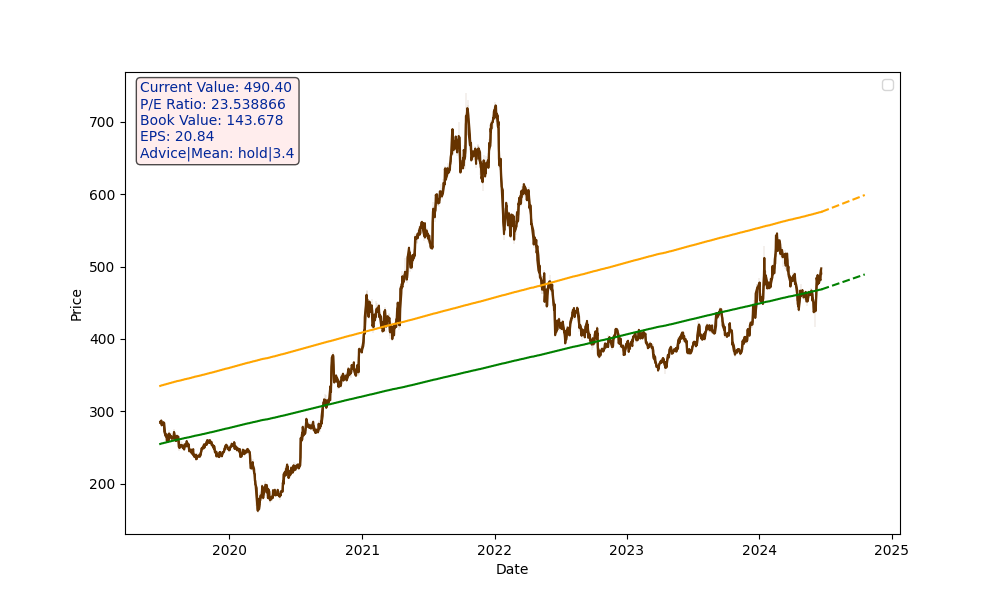 Current Value: 490.40
P/E Ratio: 23.538866
Book Value: 143.678
EPS: 20.84
Advice|Mean: hold|3.4
Price
700
600
500
400
300
200
2020
2021
2022
2023
2024
2025
Date